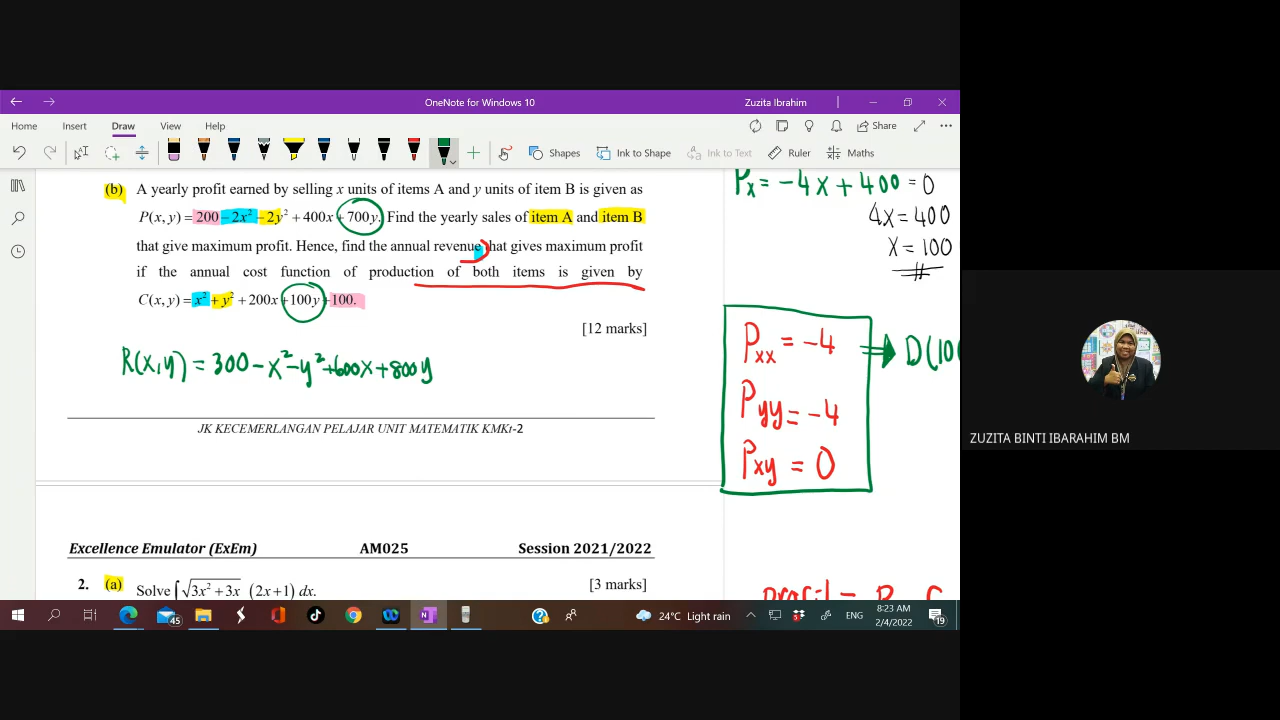 OneNote for Windows 10
Zuzita Ibrahim
Home Insert Draw View Help
Share
Shapes
Ink to Shape
Ink to Text
Ruler
Maths
(b) A yearly profit earned by selling x units of items A and y units of item B is given as
P(x, y) = 200 − 2x² − 2y² + 400x + 700y. Find the yearly sales of item A and item B
that give maximum profit. Hence, find the annual revenue that gives maximum profit
if the annual cost function of production of both items is given by
C(x, y) = x² + y² + 200x + 100y + 100.
[12 marks]
R(x,y) = 300 − x² − y² + 600x + 800y
JK KECEMERLANGAN PELAJAR UNIT MATEMATIK KMKt-2
Excellence Emulator (ExEm) AM025 Session 2021/2022
2. (a) Solve ∫ √3x² + 3x (2x+1) dx. [3 marks]
Px = −4x + 400 = 0
4x = 400
x = 100
Pxx = −4
Pyy = −4
Pxy = 0
D(100
profit = R − C
ZUZITA BINTI IBARAHIM BM
45
24°C Light rain
ENG
8:23 AM
2/4/2022
19